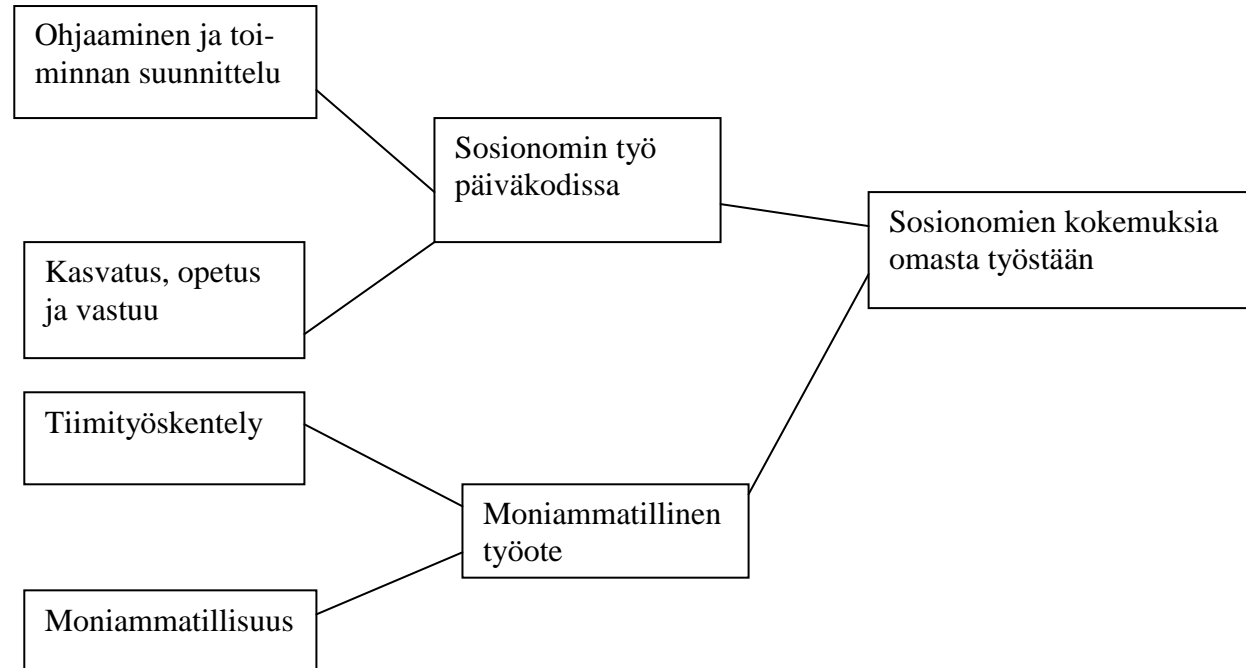 Ohjaaminen ja toi-
minnan suunnittelu
Sosionomin työ
päiväkodissa
Sosionomien kokemuksia
omasta työstään
Kasvatus, opetus
ja vastuu
Tiimityöskentely
Moniammatillinen
työote
Moniammatillisuus